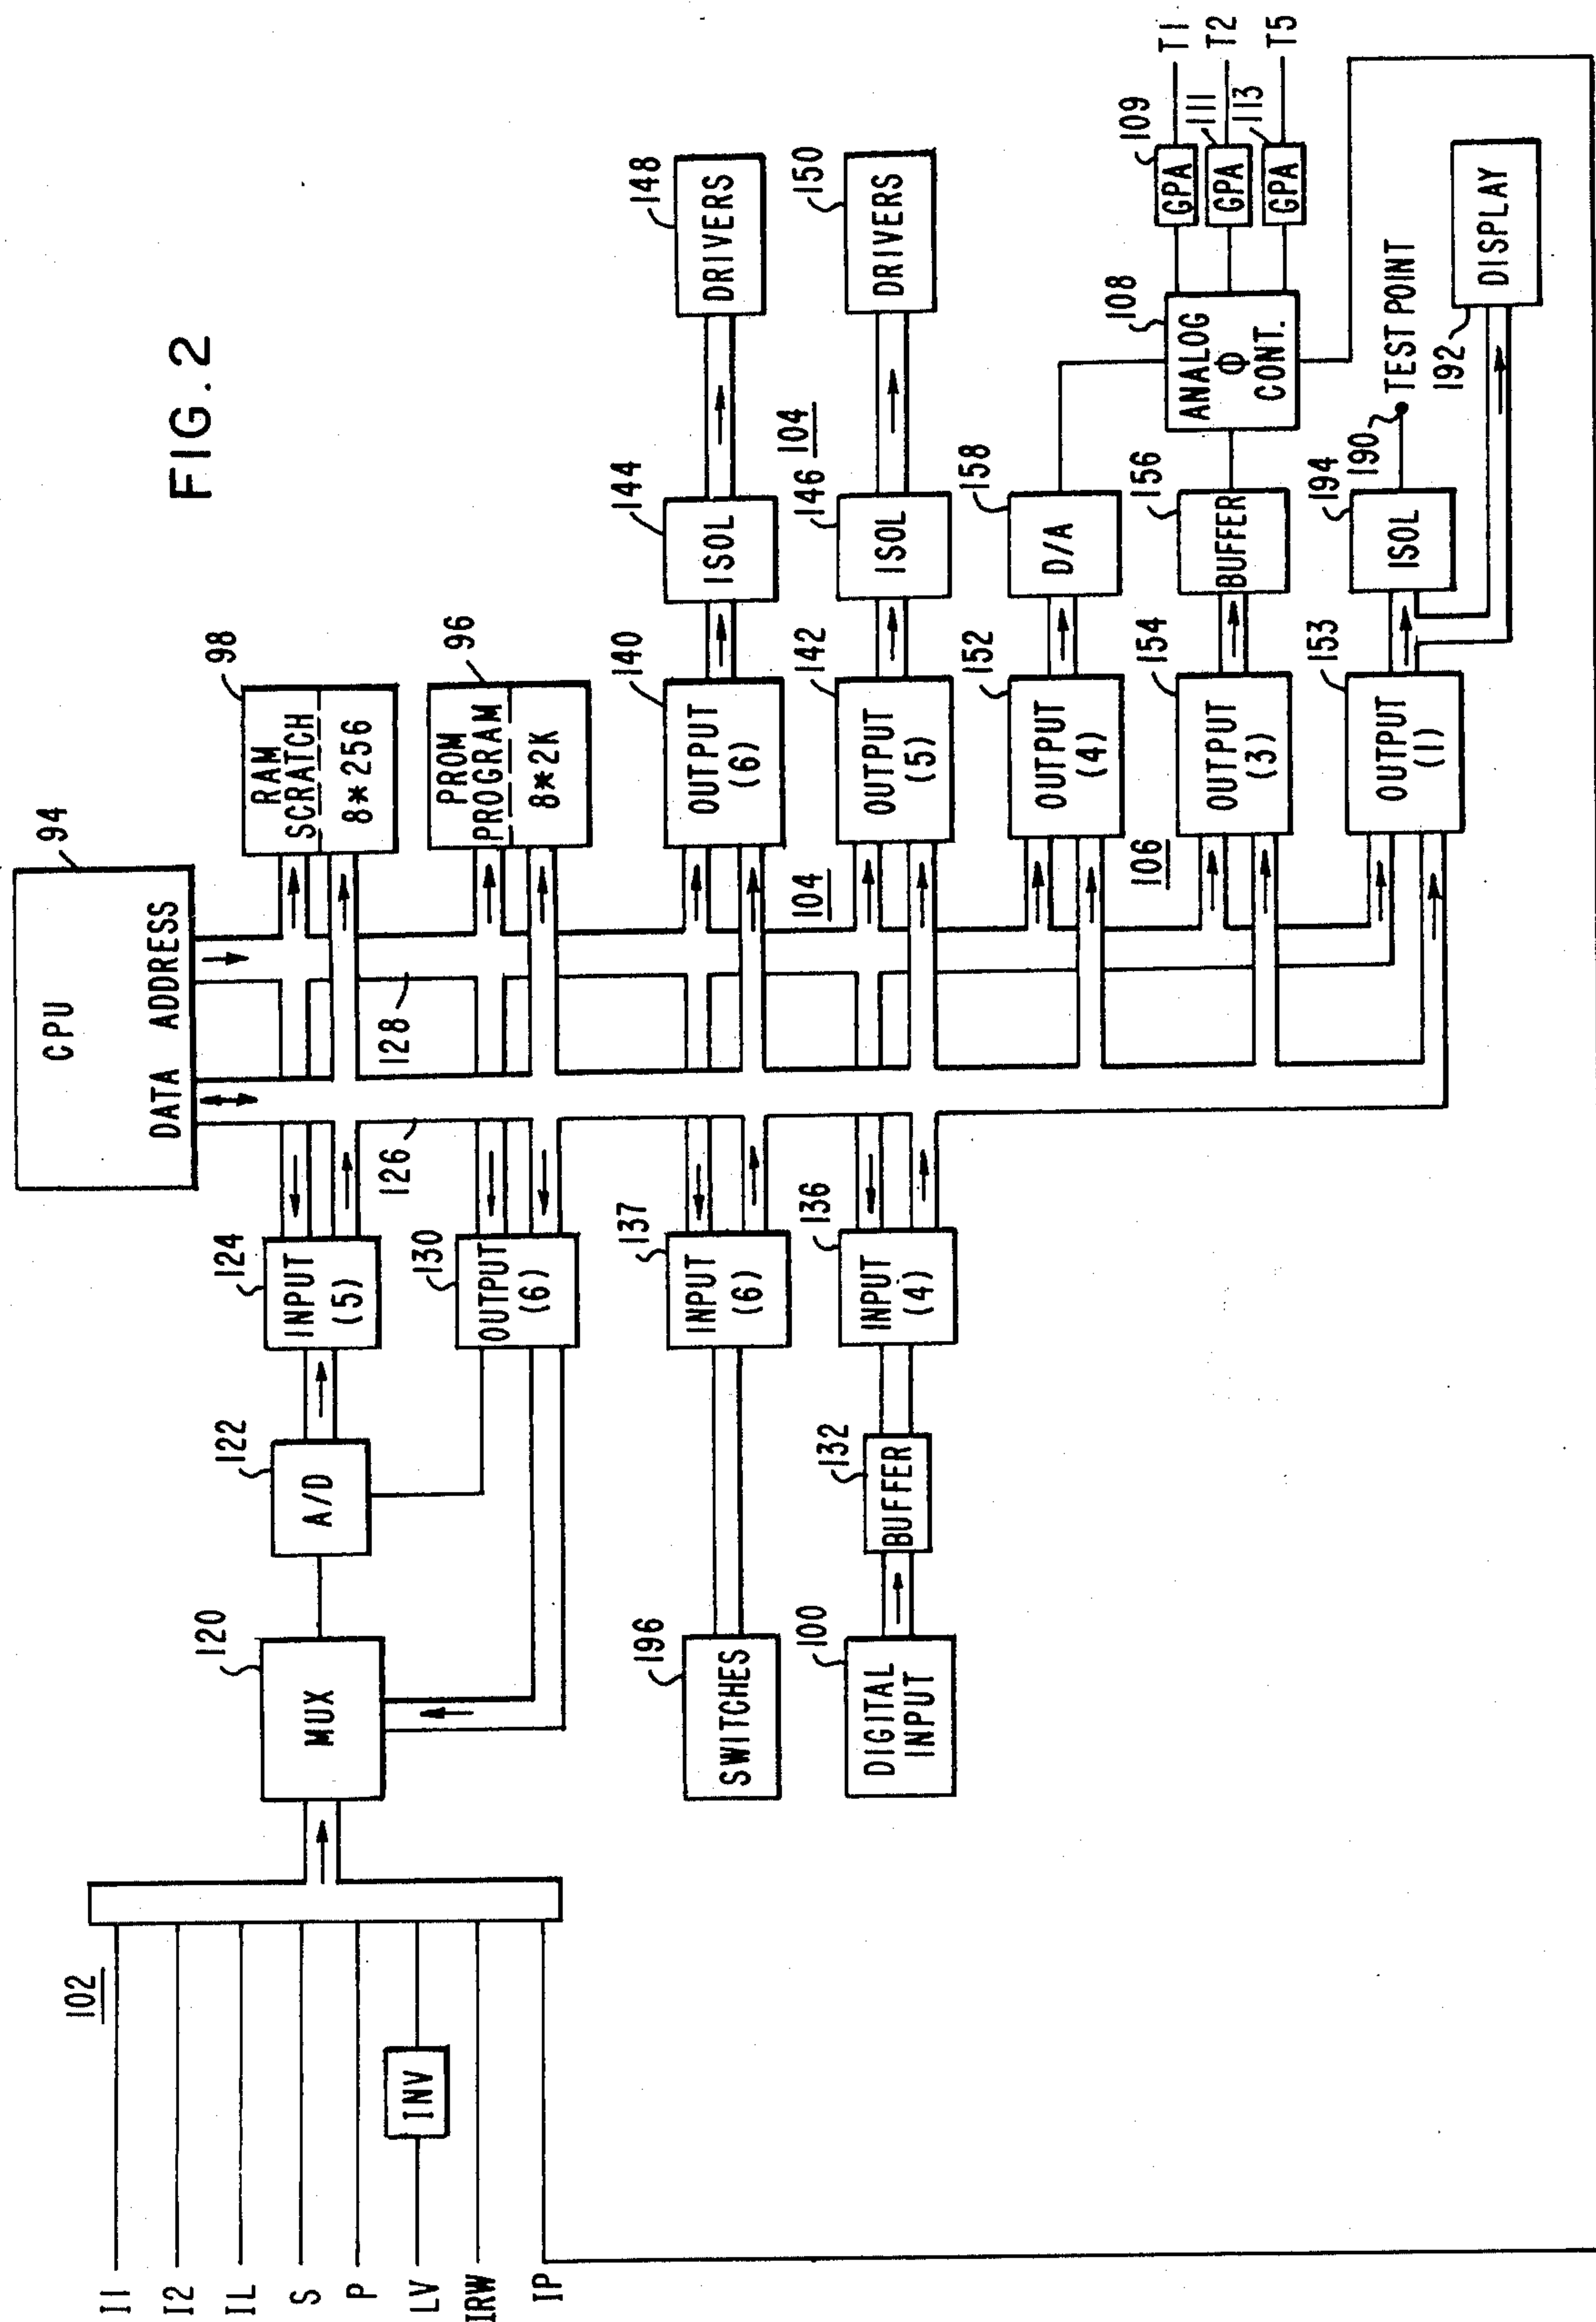 FIG. 2
CPU
DATA ADDRESS
94
102
I1
I2
IL
S
P
LV
IRW
IP
INV
MUX
120
A/D
122
INPUT
(5)
124
OUTPUT
(6)
130
126
128
RAM
SCRATCH
8*256
98
PROM
PROGRAM
8*2K
96
SWITCHES
196
INPUT
(6)
137
DIGITAL
INPUT
100
BUFFER
132
INPUT
(4)
136
OUTPUT
(6)
140
ISOL
144
DRIVERS
148
104
OUTPUT
(5)
142
ISOL
146
104
DRIVERS
150
OUTPUT
(4)
152
D/A
158
106
OUTPUT
(3)
154
BUFFER
156
ANALOG
Φ
CONT.
108
GPA
109
T1
GPA
111
T2
GPA
113
T5
OUTPUT
(1)
153
ISOL
194
190
TEST POINT
DISPLAY
192